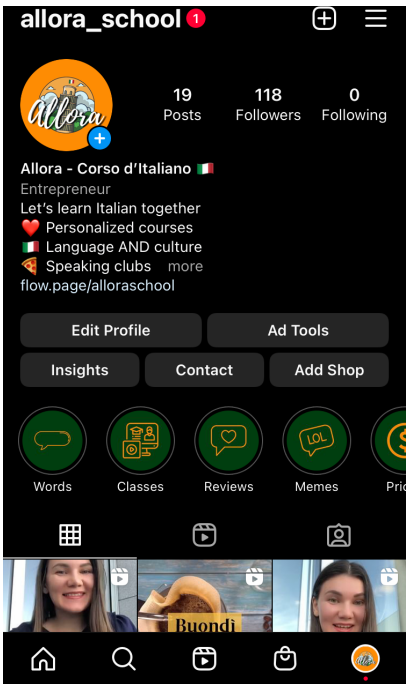 allora_school 1
Allora
19 118 0
Posts Followers Following
Allora - Corso d'Italiano 🇮🇹
Entrepreneur
Let's learn Italian together
❤️ Personalized courses
🇮🇹 Language AND culture
🍕 Speaking clubs more
flow.page/alloraschool
Edit Profile Ad Tools
Insights Contact Add Shop
LOL
$
Words Classes Reviews Memes Pric
Buondì